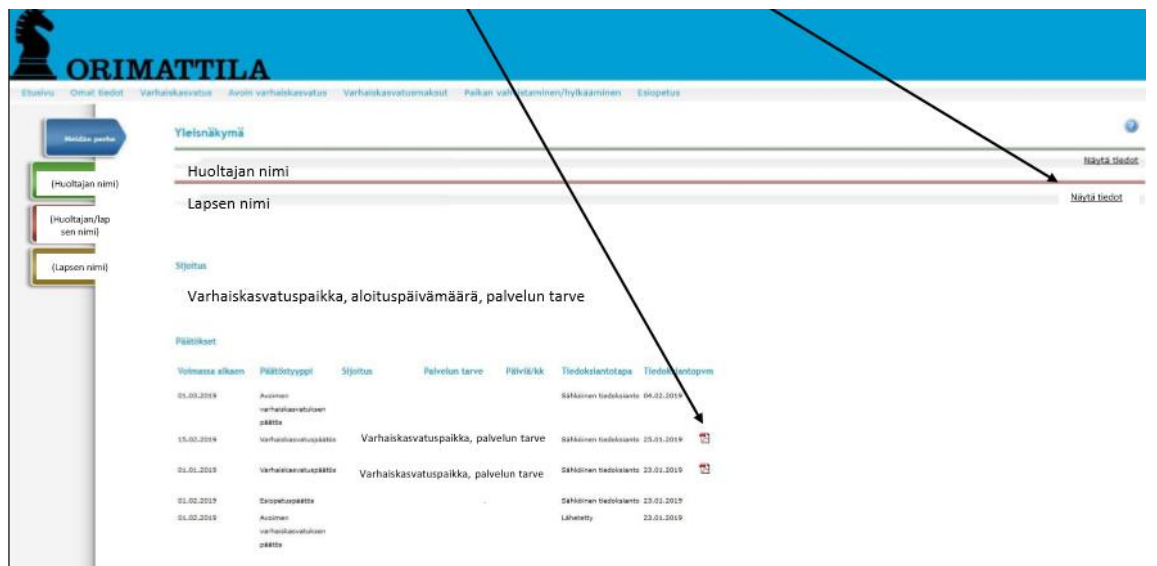 ORIMATTILA
Etusivu Omat tiedot Varhaiskasvatus Avoin varhaiskasvatus Varhaiskasvatusmaksut Paikan vahvistaminen/hylkääminen Esiopetus
Meidän perhe
Yleisnäkymä
Näytä tiedot
Huoltajan nimi
(Huoltajan nimi)
Lapsen nimi
Näytä tiedot
(Huoltajan/lap
sen nimi)
(Lapsen nimi)
Sijoitus
Varhaiskasvatuspaikka, aloituspäivämäärä, palvelun tarve
Päätökset
Voimassa alkaen Päätöstyyppi Sijoitus Palvelun tarve Päiviä/kk Tiedoksiantotapa Tiedoksiantopvm
01.03.2019 Avoimen Sähköinen tiedoksianto 04.02.2019
varhaiskasvatuksen
päätös
15.02.2019 Varhaiskasvatuspäätös Varhaiskasvatuspaikka, palvelun tarve Sähköinen tiedoksianto 25.01.2019
01.01.2019 Varhaiskasvatuspäätös Varhaiskasvatuspaikka, palvelun tarve Sähköinen tiedoksianto 23.01.2019
01.02.2019 Esiopetuspäätös Sähköinen tiedoksianto 23.01.2019
01.02.2019 Avoimen Lähetetty 23.01.2019
varhaiskasvatuksen
päätös